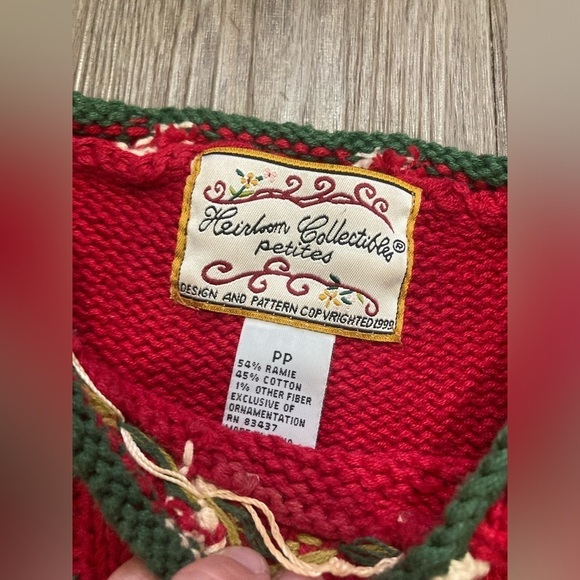 Heirloom Collectibles®
petites
DESIGN AND PATTERN COPYRIGHTED 1999
PP
54% RAMIE
45% COTTON
1% OTHER FIBER
EXCLUSIVE OF
ORNAMENTATION
RN 83437